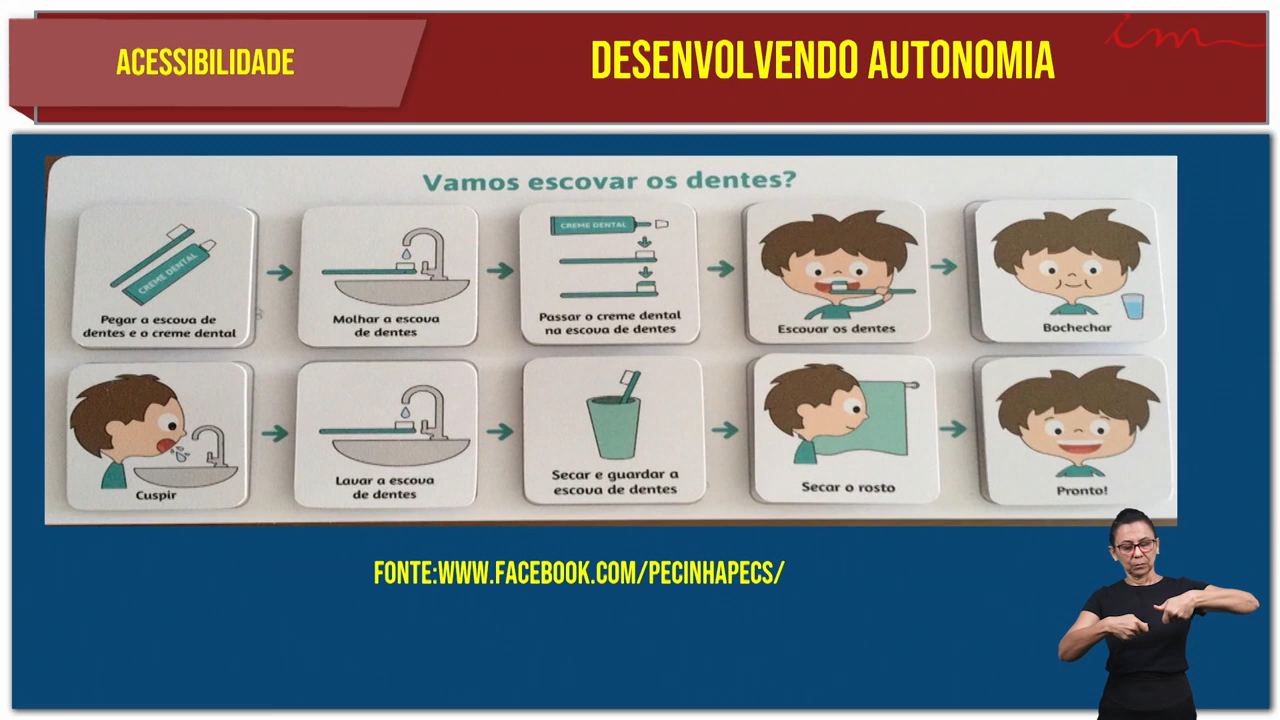 ACESSIBILIDADE
DESENVOLVENDO AUTONOMIA
im
Vamos escovar os dentes?
CREME DENTAL
Pegar a escova de
dentes e o creme dental
Molhar a escova
de dentes
CREME DENTAL
Passar o creme dental
na escova de dentes
Escovar os dentes
Bochechar
Cuspir
Lavar a escova
de dentes
Secar e guardar a
escova de dentes
Secar o rosto
Pronto!
FONTE:WWW.FACEBOOK.COM/PECINHAPECS/